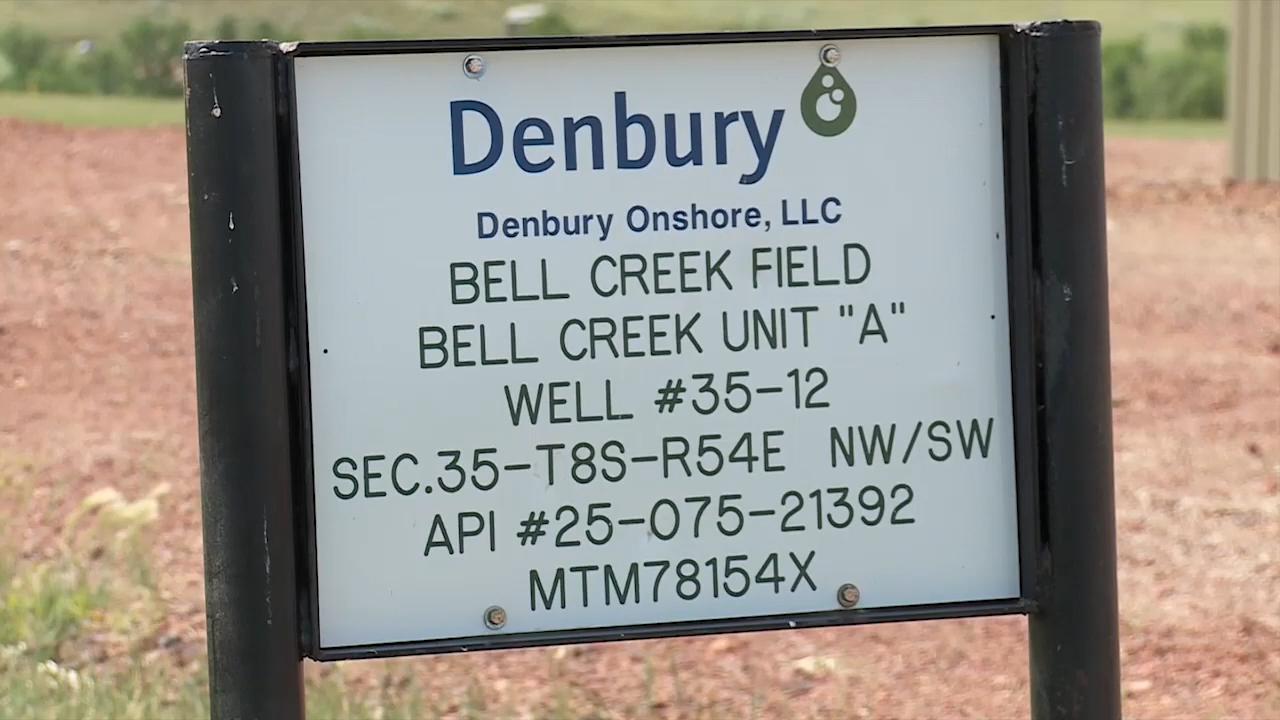 Denbury
Denbury Onshore, LLC
BELL CREEK FIELD
BELL CREEK UNIT "A"
WELL #35-12
SEC.35-T8S-R54E NW/SW
API #25-075-21392
MTM78154X